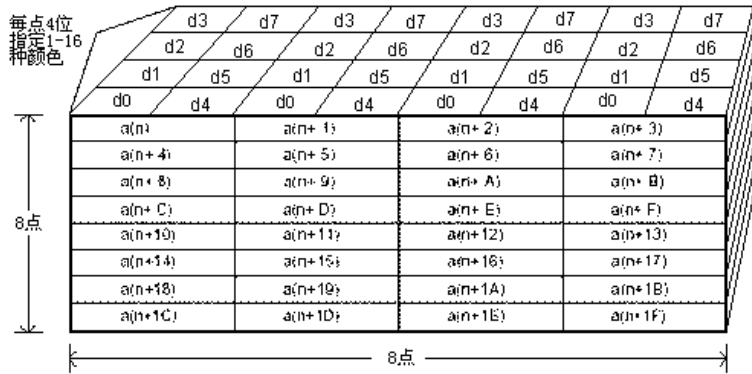 每点4位
指定1-16
种颜色
d3 d7 d3 d7 d3 d7 d3 d7
d2 d6 d2 d6 d2 d6 d2 d6
d1 d5 d1 d5 d1 d5 d1 d5
d0 d4 d0 d4 d0 d4 d0 d4
a(n) a(n+ 1) a(n+ 2) a(n+ 3)
a(n+ 4) a(n+ 5) a(n+ 6) a(n+ 7)
a(n+ 8) a(n+ 9) a(n+ A) a(n+ B)
a(n+ C) a(n+ D) a(n+ E) a(n+ F)
a(n+10) a(n+11) a(n+12) a(n+13)
a(n+14) a(n+15) a(n+16) a(n+17)
a(n+18) a(n+19) a(n+1A) a(n+1B)
a(n+1C) a(n+1D) a(n+1E) a(n+1F)
8点
8点